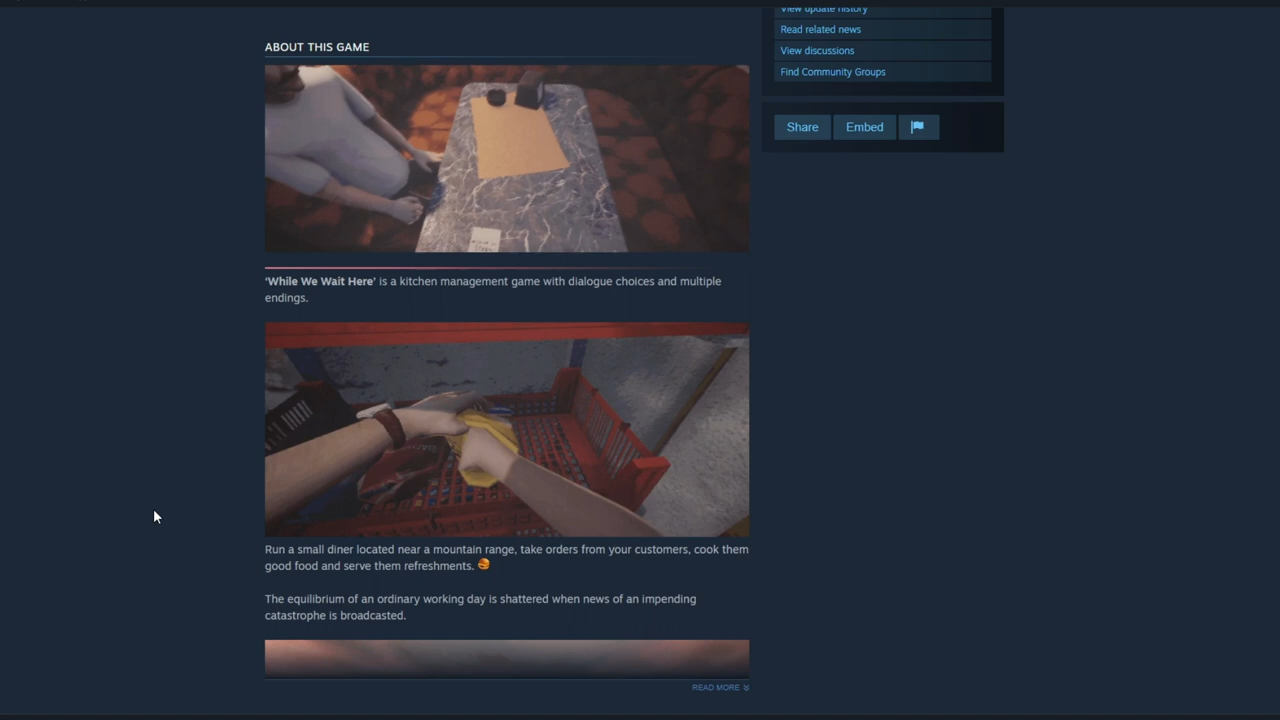 View update history
Read related news
View discussions
Find Community Groups
Share
Embed
ABOUT THIS GAME
'While We Wait Here' is a kitchen management game with dialogue choices and multiple
endings.
Run a small diner located near a mountain range, take orders from your customers, cook them
good food and serve them refreshments. 🍔
The equilibrium of an ordinary working day is shattered when news of an impending
catastrophe is broadcasted.
READ MORE